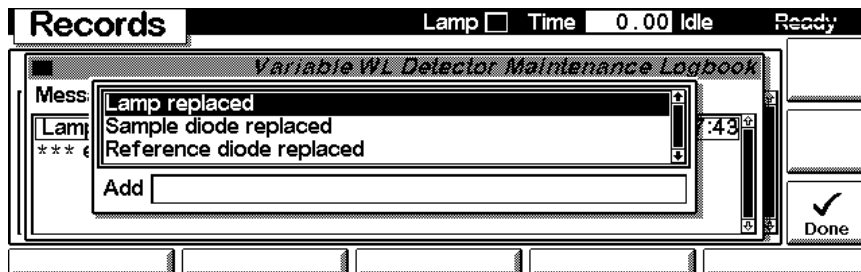 Records Lamp Time 0.00 Idle Ready
Variable WL Detector Maintenance Logbook
Mess
Lamp replaced
Lamp 7:43
Sample diode replaced
*** e
Reference diode replaced
Add
Done